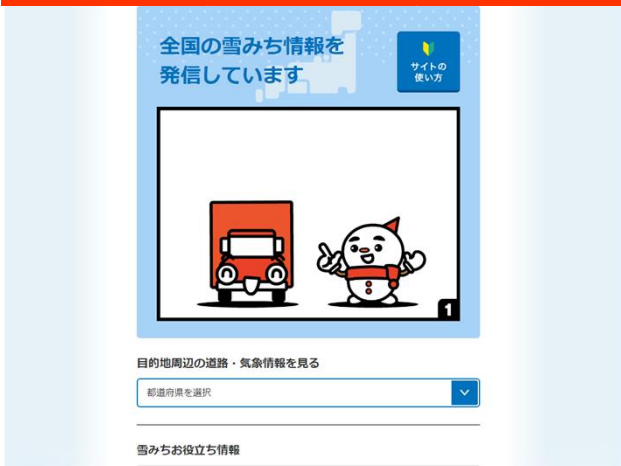 全国の雪みち情報を
発信しています
サイトの
使い方
1
目的地周辺の道路・気象情報を見る
都道府県を選択
雪みちお役立ち情報